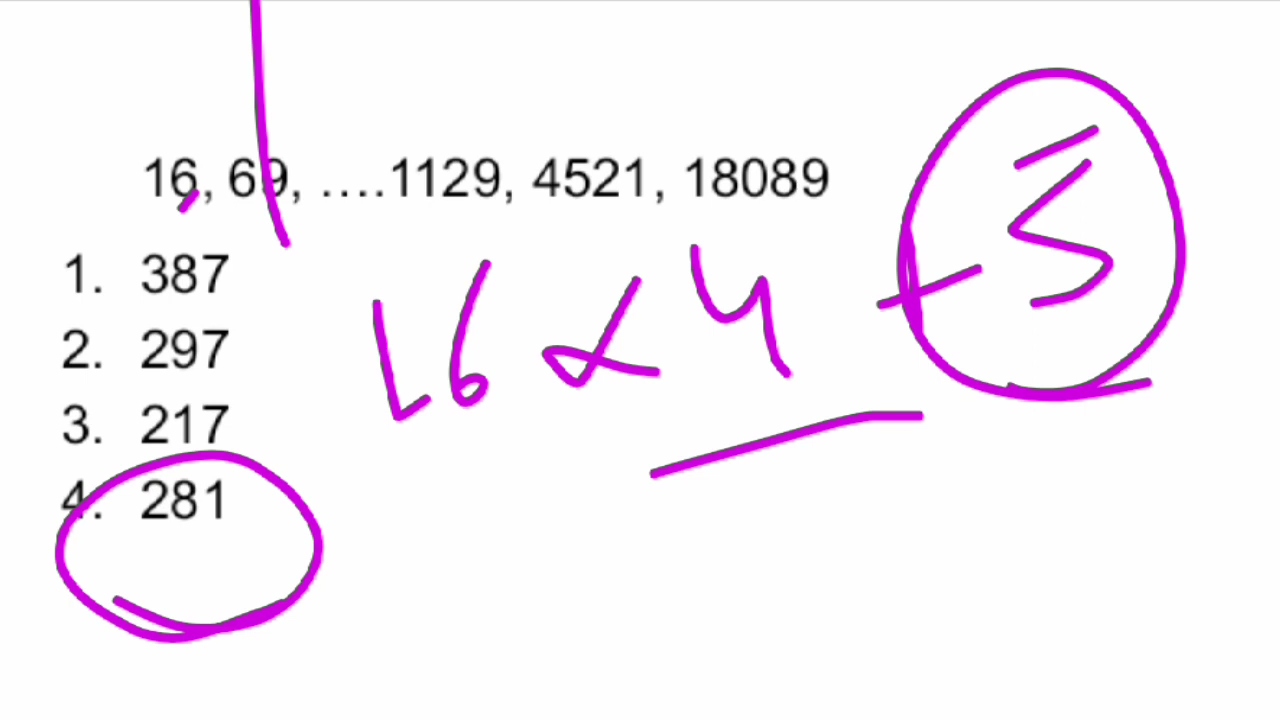 16, 69, ....1129, 4521, 18089
1. 387
2. 297
3. 217
4. 281
16 × 4 - 3